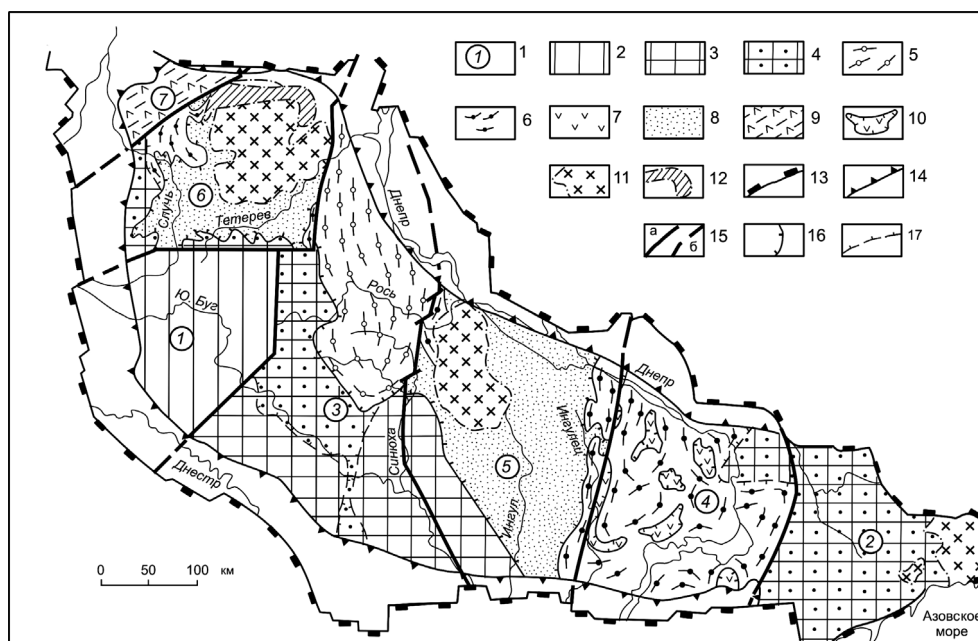 1 1 2 3 4 5
6 7 8 9 10
11 12 13 14
а б 15 16 17
7
Днепр
6
Случь
Тетерев
Рось
Ю. Буг
1
Днепр
3
Синюха
Ингулец
5
4
Днестр
Ингул
2
0 50 100 км
Азовское
море